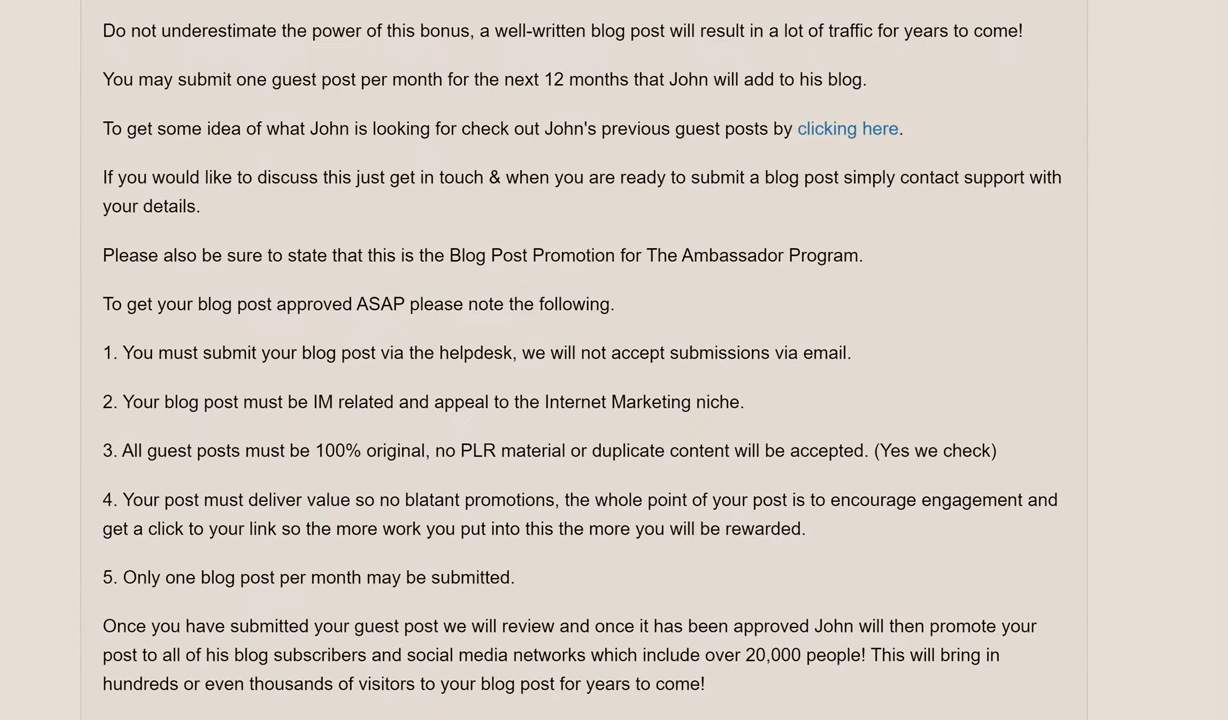 Do not underestimate the power of this bonus, a well-written blog post will result in a lot of traffic for years to come!
You may submit one guest post per month for the next 12 months that John will add to his blog.
To get some idea of what John is looking for check out John's previous guest posts by clicking here.
If you would like to discuss this just get in touch & when you are ready to submit a blog post simply contact support with
your details.
Please also be sure to state that this is the Blog Post Promotion for The Ambassador Program.
To get your blog post approved ASAP please note the following.
1. You must submit your blog post via the helpdesk, we will not accept submissions via email.
2. Your blog post must be IM related and appeal to the Internet Marketing niche.
3. All guest posts must be 100% original, no PLR material or duplicate content will be accepted. (Yes we check)
4. Your post must deliver value so no blatant promotions, the whole point of your post is to encourage engagement and
get a click to your link so the more work you put into this the more you will be rewarded.
5. Only one blog post per month may be submitted.
Once you have submitted your guest post we will review and once it has been approved John will then promote your
post to all of his blog subscribers and social media networks which include over 20,000 people! This will bring in
hundreds or even thousands of visitors to your blog post for years to come!